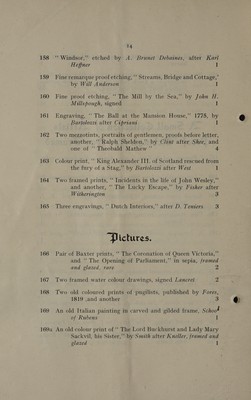 14
158 "Windsor," etched by A. Brunet Debaines, after Karl
Heffner 1
159 Fine remarque proof etching, "Streams, Bridge and Cottage,'
by Will Anderson 1
160 Fine proof etching, "The Mill by the Sea," by John H.
Millspaugh, signed 1
161 Engraving, "The Ball at the Mansion House," 1775, by
Bartolozzi after Cipriani
162 Two mezzotints, portraits of gentlemen, proofs before letter,
another, "Ralph Shelden," by Clint after Shee, and
one of "Theobald Mathew" 4
163 Colour print, "King Alexander III. of Scotland rescued from
the fury of a Stag," by Bartolozzi after West 1
164 Two framed prints, "Incidents in the life of John Wesley,"
and another, "The Lucky Escape," by Fisher after
Witherington 3
165 Three engravings, "Dutch Interiors," after D. Teniers 3
Pictures.
166 Pair of Baxter prints, "The Coronation of Queen Victoria,"
and "The Opening of Parliament," in sepia, framed
and glazed, rare 2
167 Two framed water colour drawings, signed Lancret 2
168 Two old coloured prints of pugilists, published by Fores,
1819, and another 3
169 An old Italian painting in carved and gilded frame, School
of Rubens 1
169A An old colour print of "The Lord Buckhurst and Lady Mary
Sackvil, his Sister," by Smith after Kneller, framed and
glazed 1